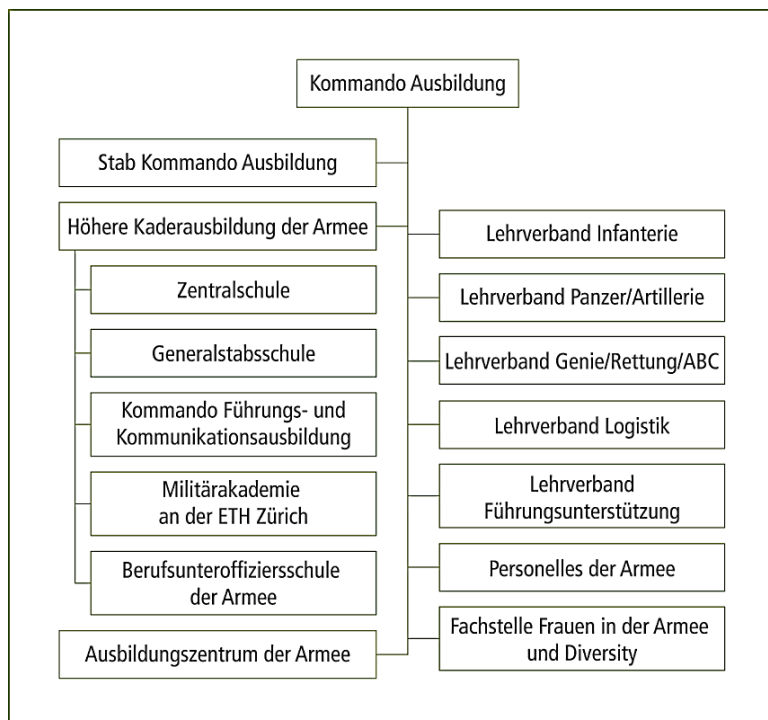 Kommando Ausbildung
Stab Kommando Ausbildung
Höhere Kaderausbildung der Armee
Zentralschule
Generalstabsschule
Kommando Führungs- und
Kommunikationsausbildung
Militärakademie
an der ETH Zürich
Berufsunteroffiziersschule
der Armee
Ausbildungszentrum der Armee
Lehrverband Infanterie
Lehrverband Panzer/Artillerie
Lehrverband Genie/Rettung/ABC
Lehrverband Logistik
Lehrverband
Führungsunterstützung
Personelles der Armee
Fachstelle Frauen in der Armee
und Diversity